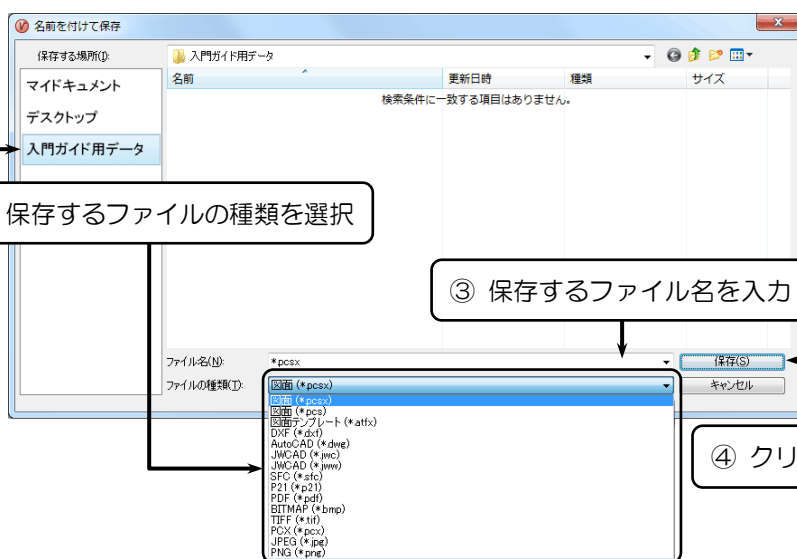 名前を付けて保存
保存する場所(I):
入門ガイド用データ
マイドキュメント
デスクトップ
入門ガイド用データ
名前 更新日時 種類 サイズ
検索条件に一致する項目はありません。
保存するファイルの種類を選択
③ 保存するファイル名を入力
ファイル名(N): *.pcsx 保存(S)
ファイルの種類(T): 図面 (*.pcsx) キャンセル
図面 (*.pcsx)
図面 (*.pcs)
図面テンプレート (*.atfx)
DXF (*.dxf)
AutoCAD (*.dwg)
JWCAD (*.jwc)
JWCAD (*.jww)
SFC (*.sfc)
P21 (*.p21)
PDF (*.pdf)
BITMAP (*.bmp)
TIFF (*.tif)
PCX (*.pcx)
JPEG (*.jpg)
PNG (*.png)
④ クリ